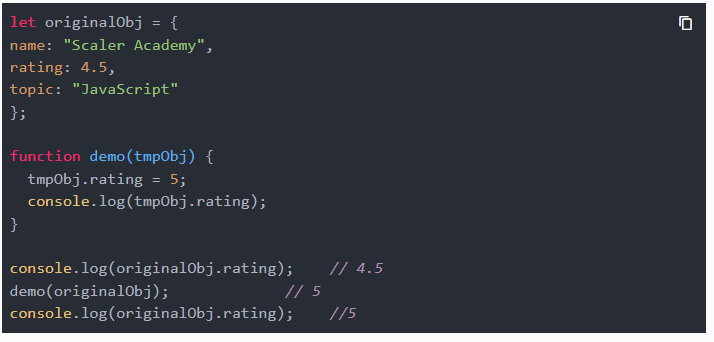 let originalObj = {
name: "Scaler Academy",
rating: 4.5,
topic: "JavaScript"
};
function demo(tmpObj) {
  tmpObj.rating = 5;
  console.log(tmpObj.rating);
}
console.log(originalObj.rating);    // 4.5
demo(originalObj);             // 5
console.log(originalObj.rating);    //5